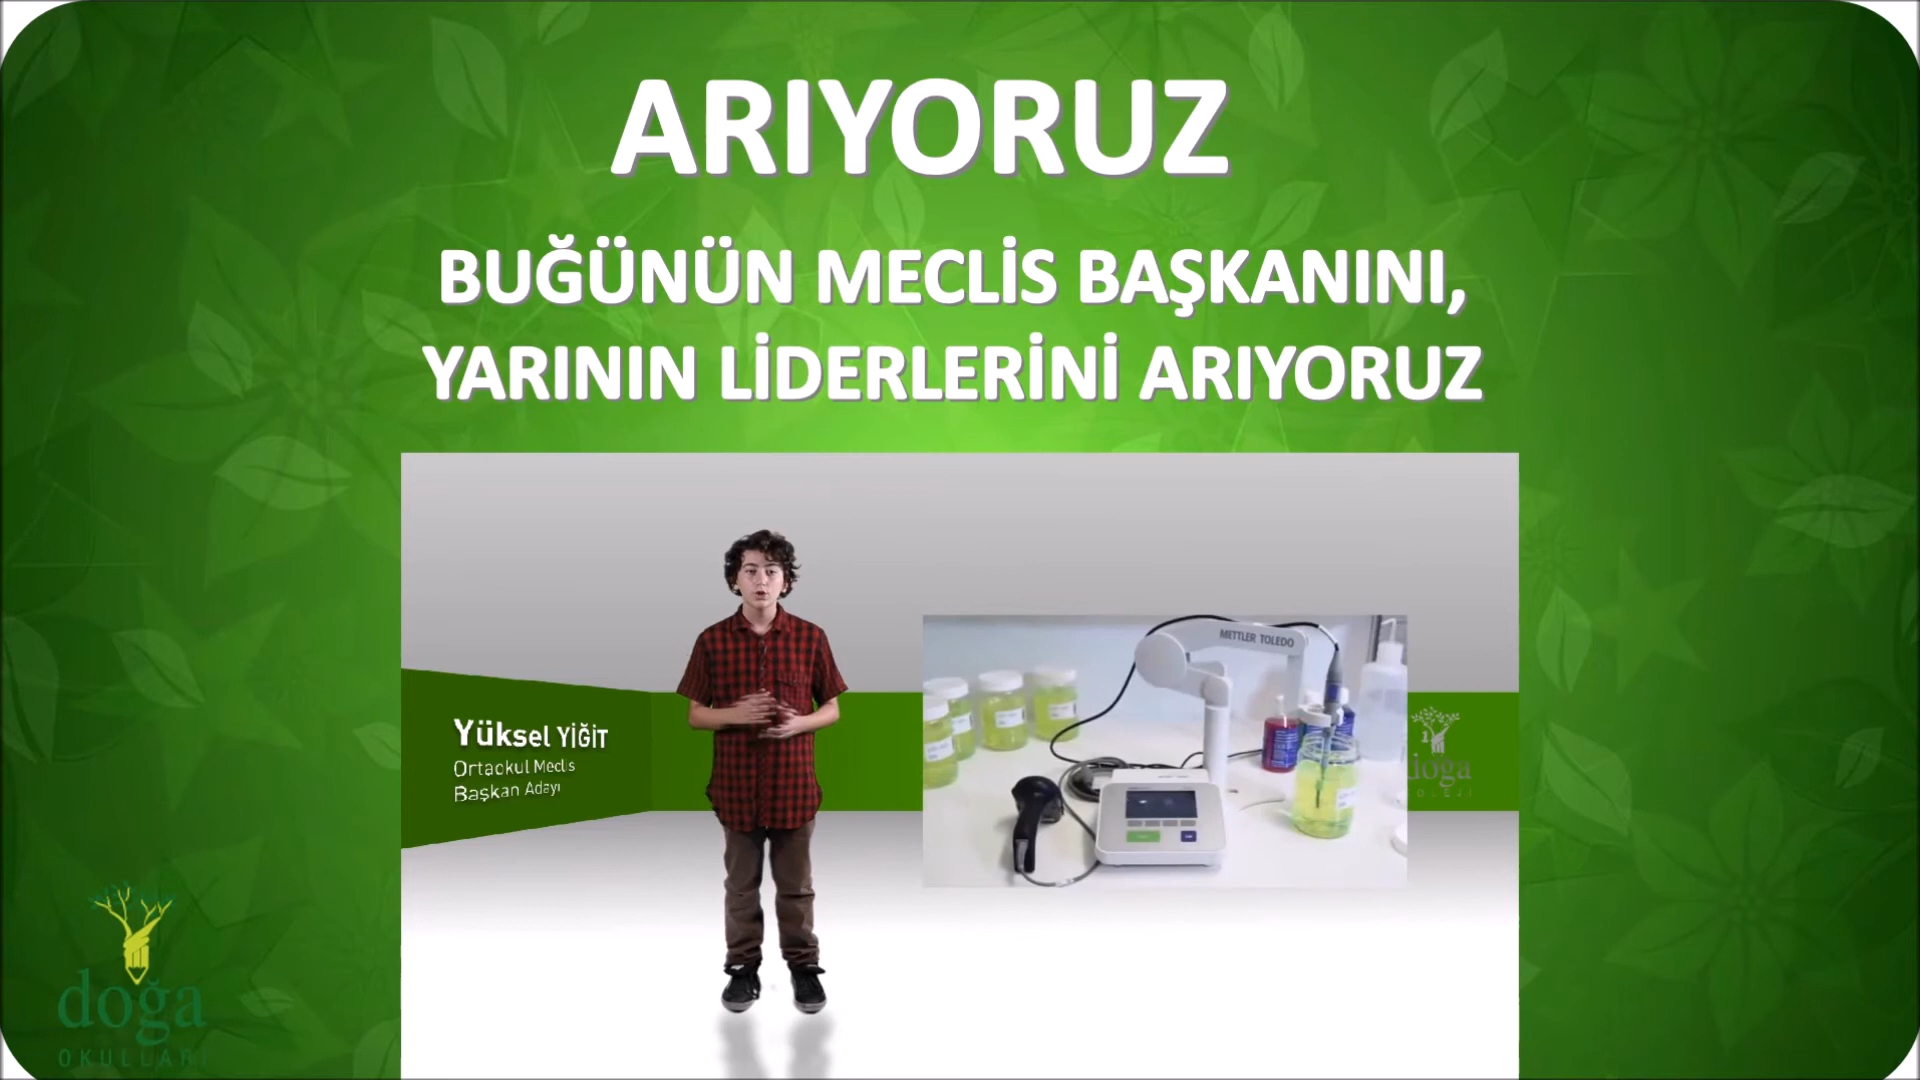 ARIYORUZ
BUĞÜNÜN MECLİS BAŞKANINI,
YARININ LİDERLERİNİ ARIYORUZ
METTLER TOLEDO
Yüksel YİĞİT
Ortaokul Meclis
Başkan Adayı
doğa
doğa
OKULLARI